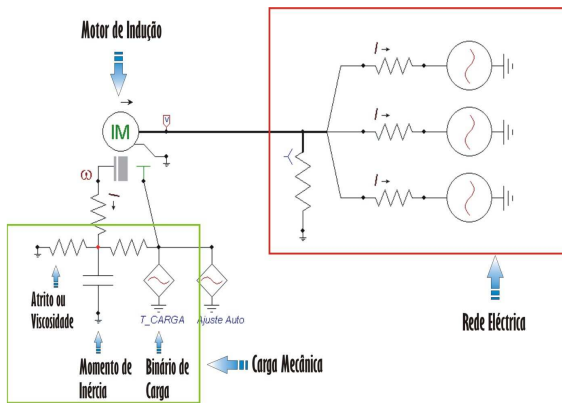 Motor de Indução
I
I
I
V
IM
ω
I
Atrito ou
Viscosidade
T_CARGA
Ajuste Auto
Momento de
Inércia
Binário de
Carga
Carga Mecânica
Rede Eléctrica